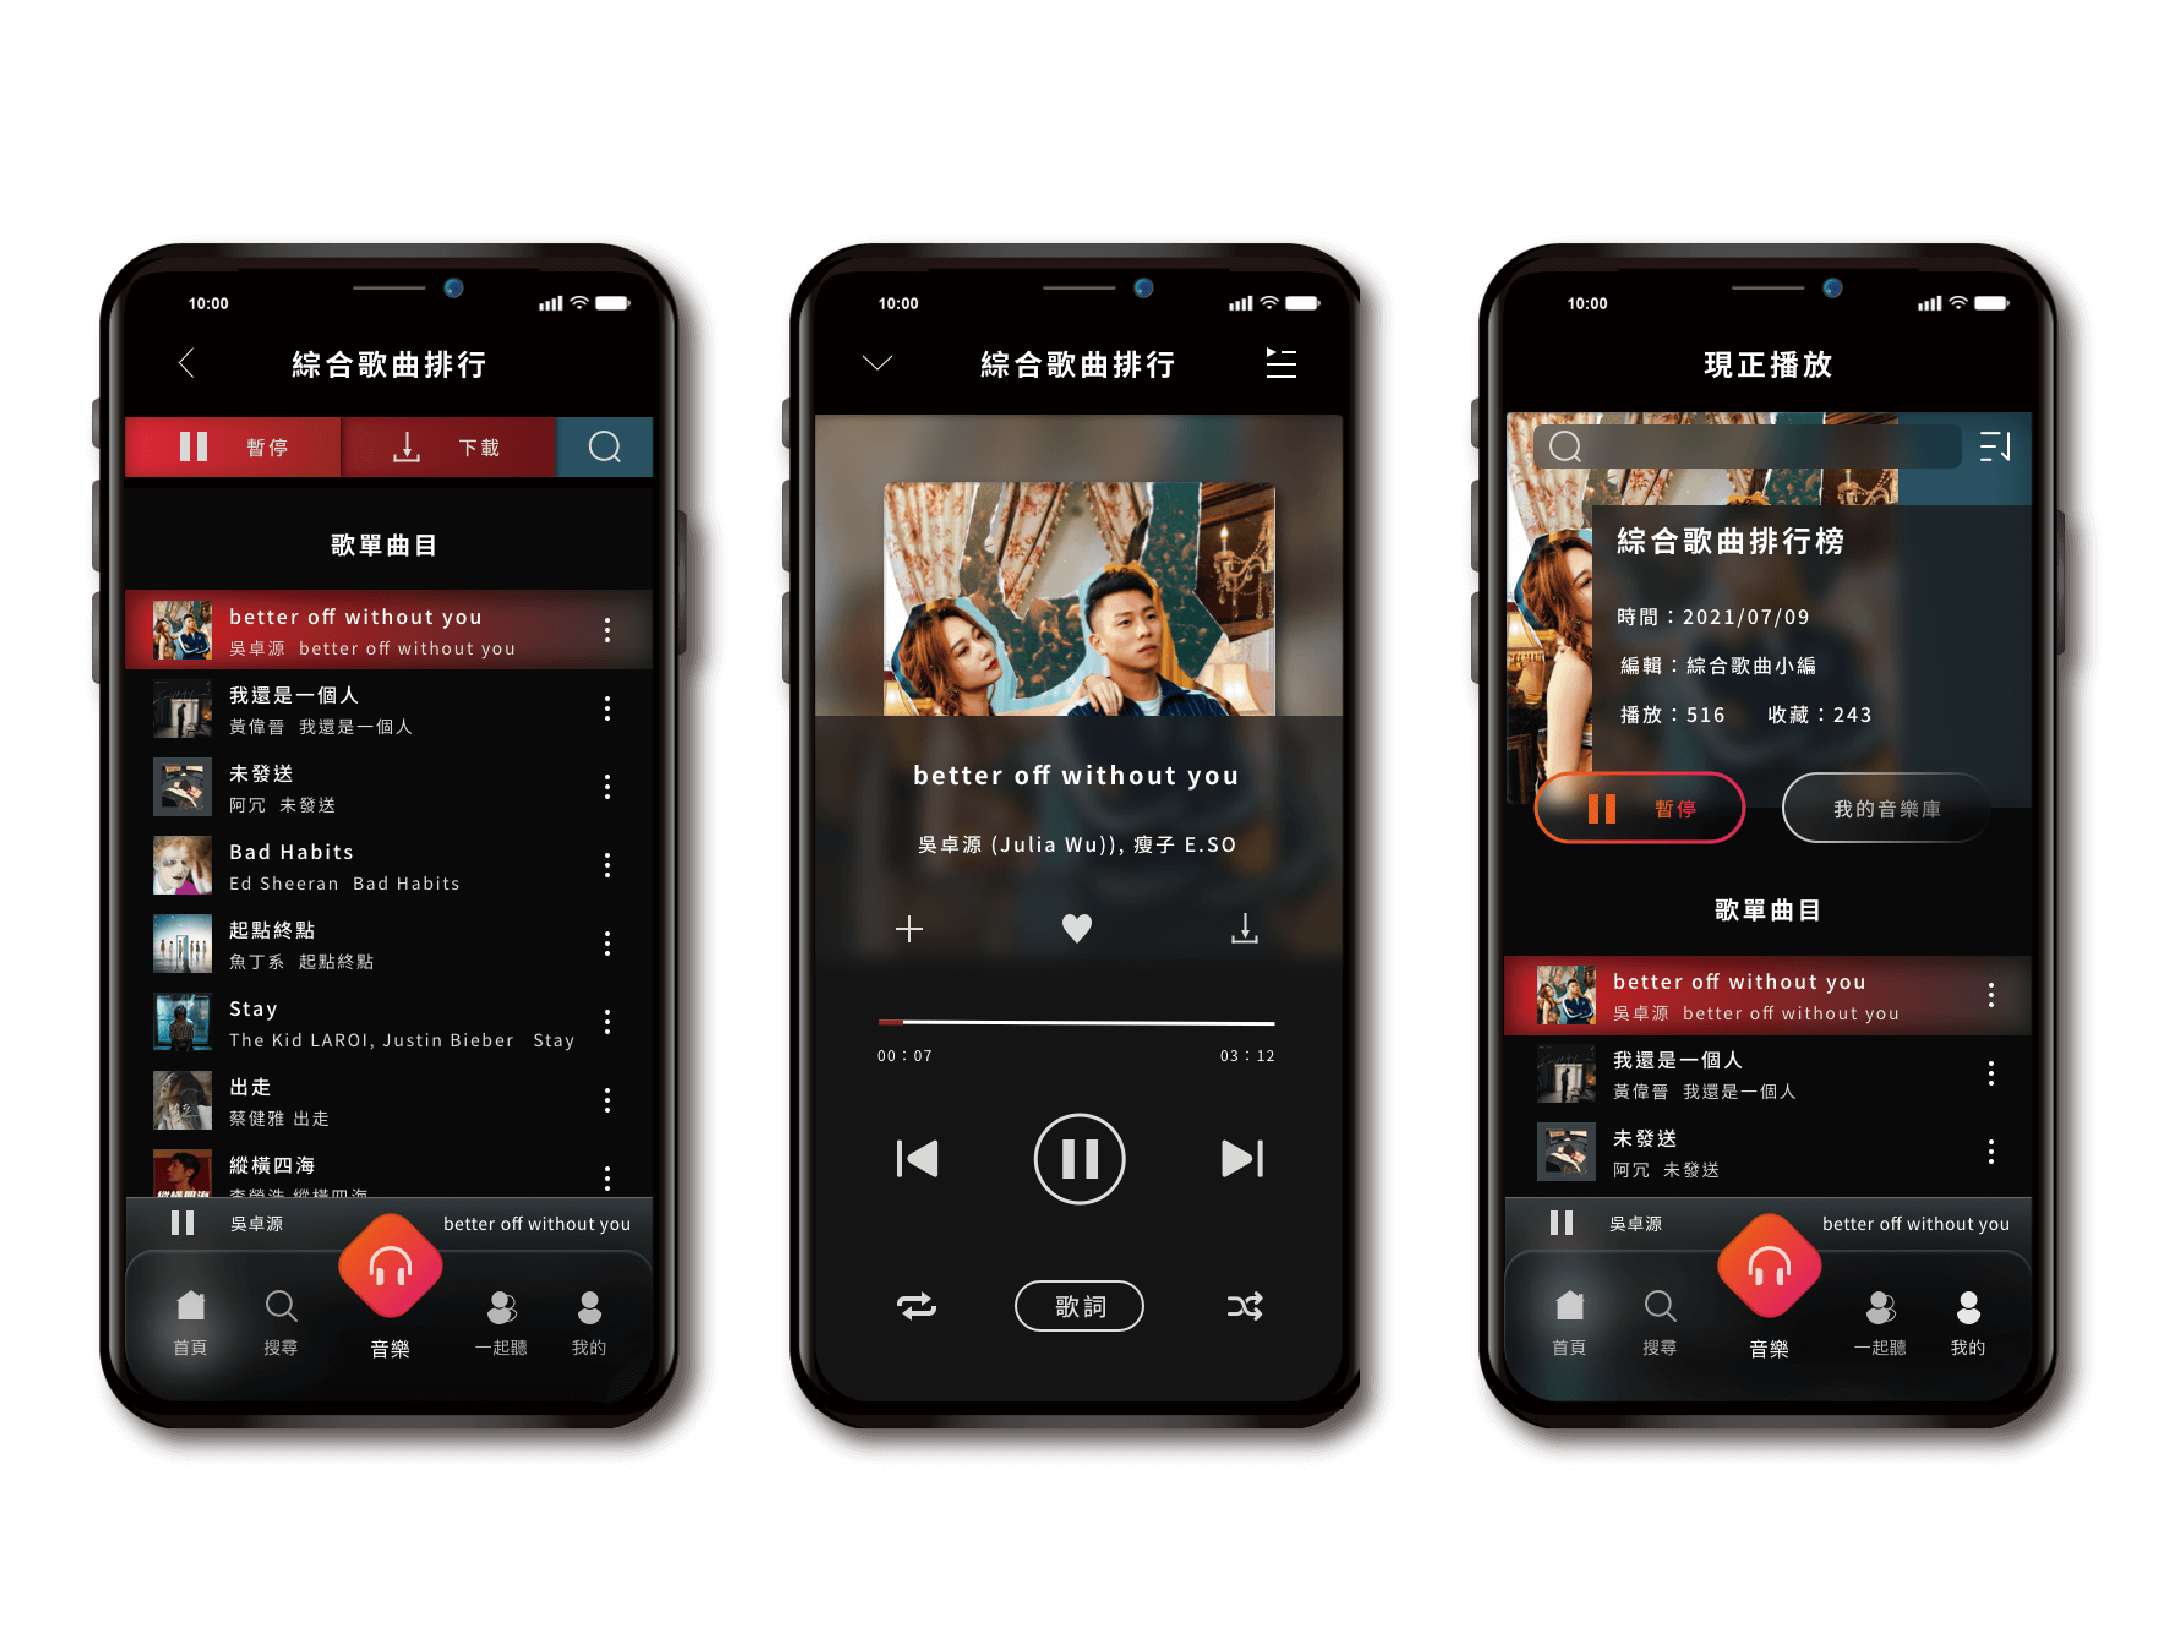 10:00
綜合歌曲排行
暫停 下載
歌單曲目
better off without you
吳卓源 better off without you
我還是一個人
黃偉晉 我還是一個人
未發送
阿冗 未發送
Bad Habits
Ed Sheeran Bad Habits
起點終點
魚丁系 起點終點
Stay
The Kid LAROI, Justin Bieber Stay
出走
蔡健雅 出走
縱橫四海
李榮浩 縱橫四海
吳卓源 better off without you
首頁 搜尋 音樂 一起聽 我的
10:00
綜合歌曲排行
better off without you
吳卓源 (Julia Wu)), 瘦子 E.SO
00：07 03：12
歌詞
10:00
現正播放
綜合歌曲排行榜
時間：2021/07/09
編輯：綜合歌曲小編
播放：516 收藏：243
暫停 我的音樂庫
歌單曲目
better off without you
吳卓源 better off without you
我還是一個人
黃偉晉 我還是一個人
未發送
阿冗 未發送
吳卓源 better off without you
首頁 搜尋 音樂 一起聽 我的